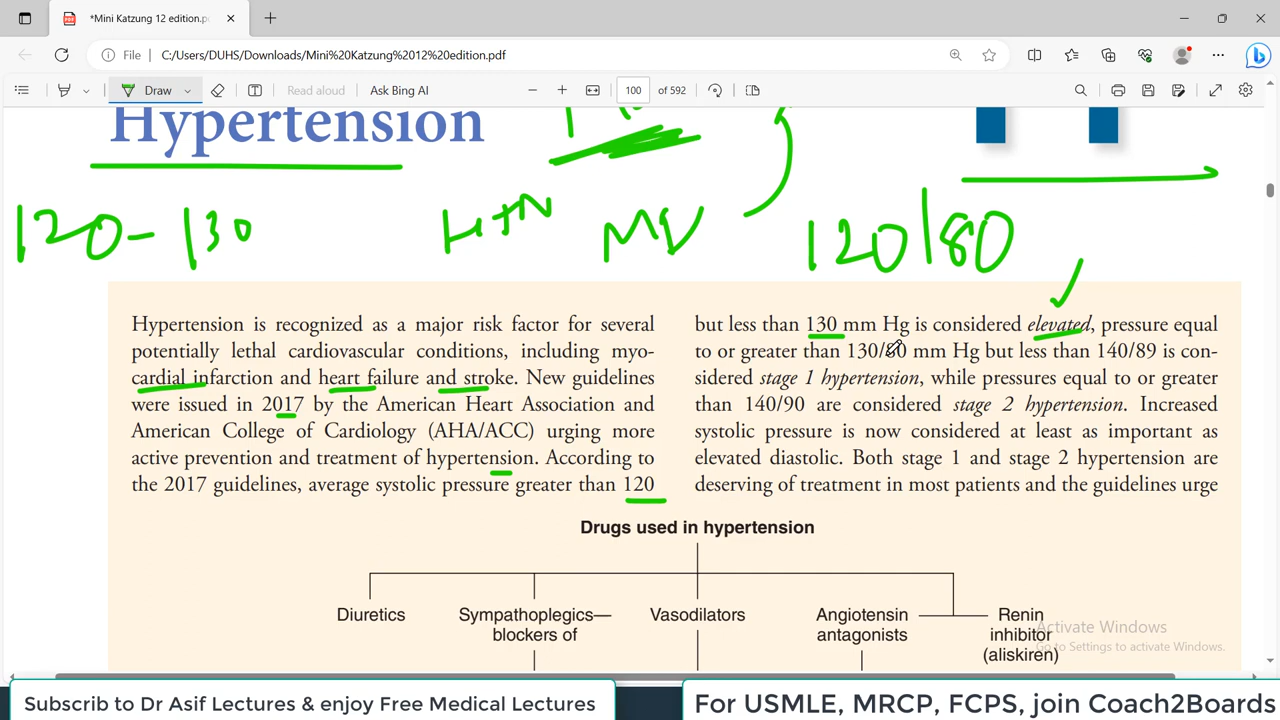 *Mini Katzung 12 edition.p
File
C:/Users/DUHS/Downloads/Mini%20Katzung%2012%20edition.pdf
Draw
Read aloud
Ask Bing AI
100
of 592
Hypertension
120-130
HTN
120/80
Hypertension is recognized as a major risk factor for several
potentially lethal cardiovascular conditions, including myo-
cardial infarction and heart failure and stroke. New guidelines
were issued in 2017 by the American Heart Association and
American College of Cardiology (AHA/ACC) urging more
active prevention and treatment of hypertension. According to
the 2017 guidelines, average systolic pressure greater than 120
but less than 130 mm Hg is considered elevated, pressure equal
to or greater than 130/80 mm Hg but less than 140/89 is con-
sidered stage 1 hypertension, while pressures equal to or greater
than 140/90 are considered stage 2 hypertension. Increased
systolic pressure is now considered at least as important as
elevated diastolic. Both stage 1 and stage 2 hypertension are
deserving of treatment in most patients and the guidelines urge
Drugs used in hypertension
Diuretics
Sympathoplegics—
blockers of
Vasodilators
Angiotensin
antagonists
Renin
inhibitor
(aliskiren)
Activate Windows
Go to Settings to activate Windows.
Subscrib to Dr Asif Lectures & enjoy Free Medical Lectures
For USMLE, MRCP, FCPS, join Coach2Boards